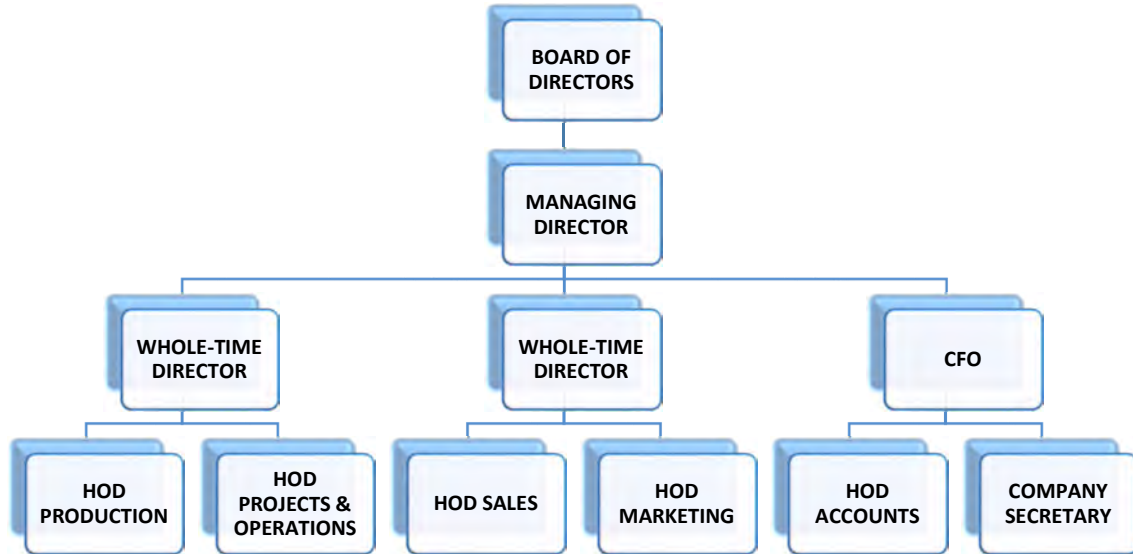 BOARD OF
DIRECTORS
MANAGING
DIRECTOR
WHOLE-TIME
DIRECTOR
WHOLE-TIME
DIRECTOR
CFO
HOD
PRODUCTION
HOD
PROJECTS &
OPERATIONS
HOD SALES
HOD
MARKETING
HOD
ACCOUNTS
COMPANY
SECRETARY